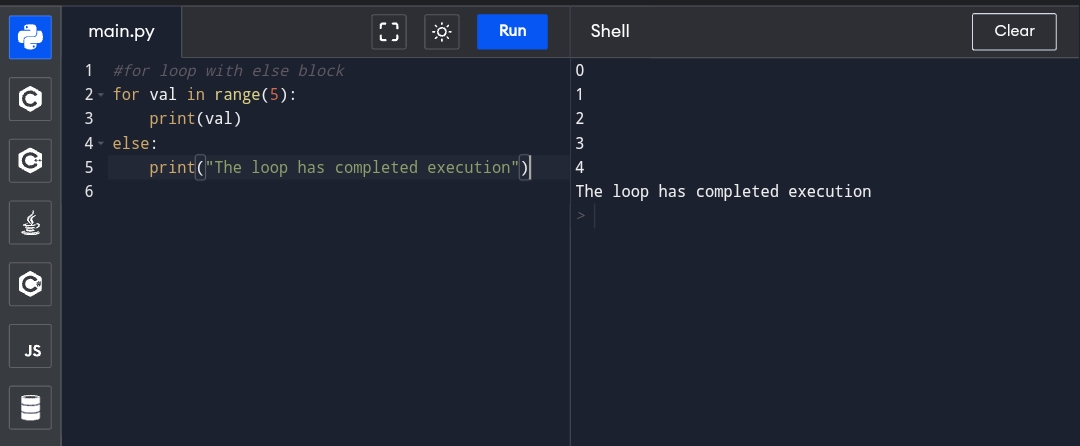 main.py
Run
Shell
Clear
1 #for loop with else block
2 for val in range(5):
3     print(val)
4 else:
5     print("The loop has completed execution")
6
0
1
2
3
4
The loop has completed execution
>
C
C++
C#
JS